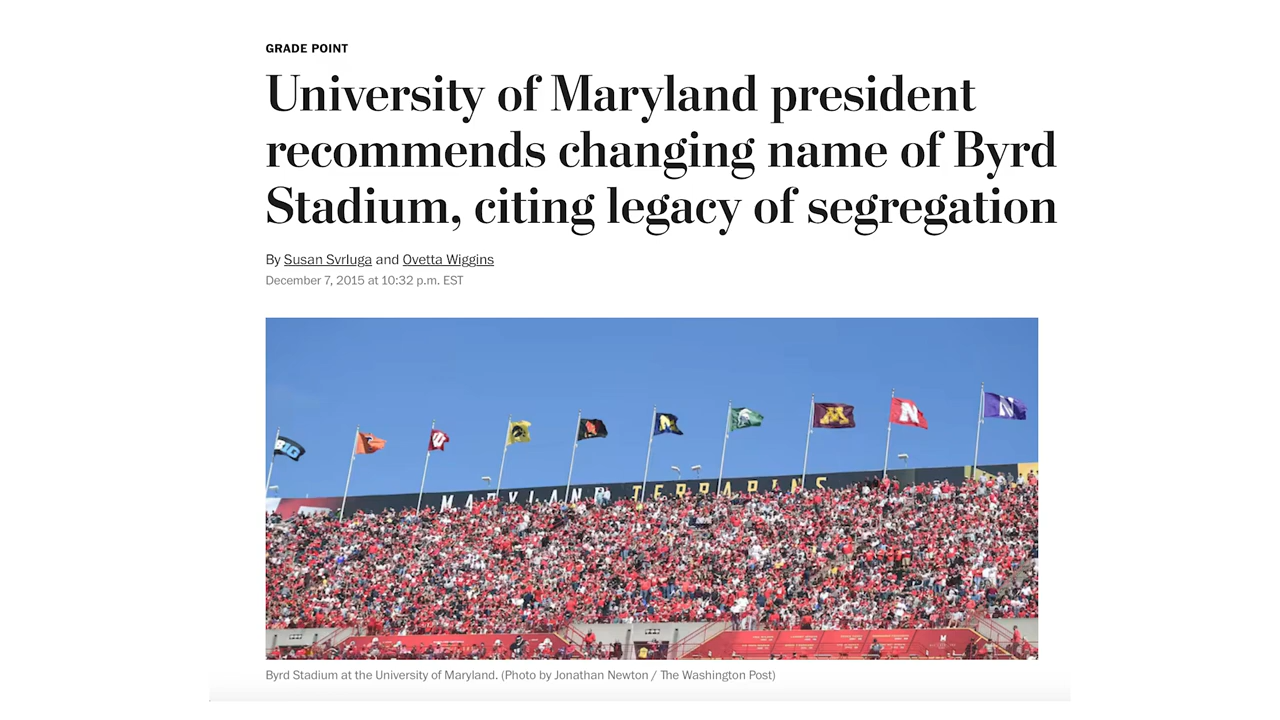 GRADE POINT
University of Maryland president
recommends changing name of Byrd
Stadium, citing legacy of segregation
By Susan Svrluga and Ovetta Wiggins
December 7, 2015 at 10:32 p.m. EST
B1G
MARYLAND TERRAPINS
Byrd Stadium at the University of Maryland. (Photo by Jonathan Newton / The Washington Post)